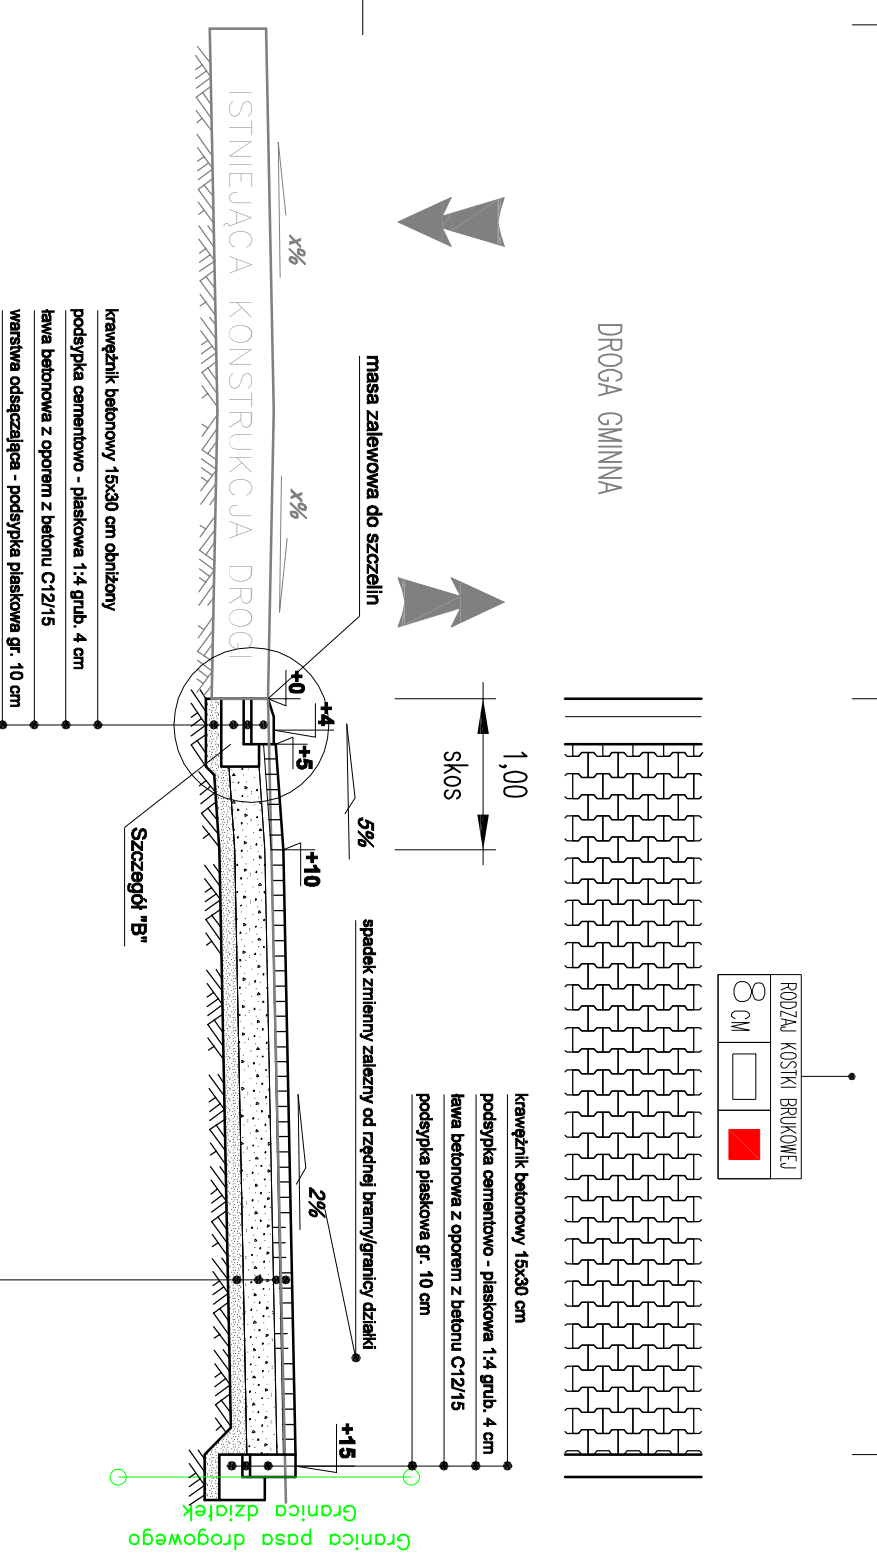 RODZAJ KOSTKI BRUKOWEJ
8 CM
DROGA GMINNA
1,00
skos
krawężnik betonowy 15x30 cm
podsypka cementowo - piaskowa 1:4 grub. 4 cm
ława betonowa z oporem z betonu C12/15
podsypka piaskowa gr. 10 cm
masa zalewowa do szczelin
spadek zmienny zależny od rzędnej bramy/granicy działki
x%
x%
5%
2%
+0
+4
+5
+10
+15
ISTNIEJĄCA KONSTRUKCJA DROGI
Szczegół "B"
krawężnik betonowy 15x30 cm obniżony
podsypka cementowo - piaskowa 1:4 grub. 4 cm
ława betonowa z oporem z betonu C12/15
warstwa odsączająca - podsypka piaskowa gr. 10 cm
Granica działek
Granica pasa drogowego